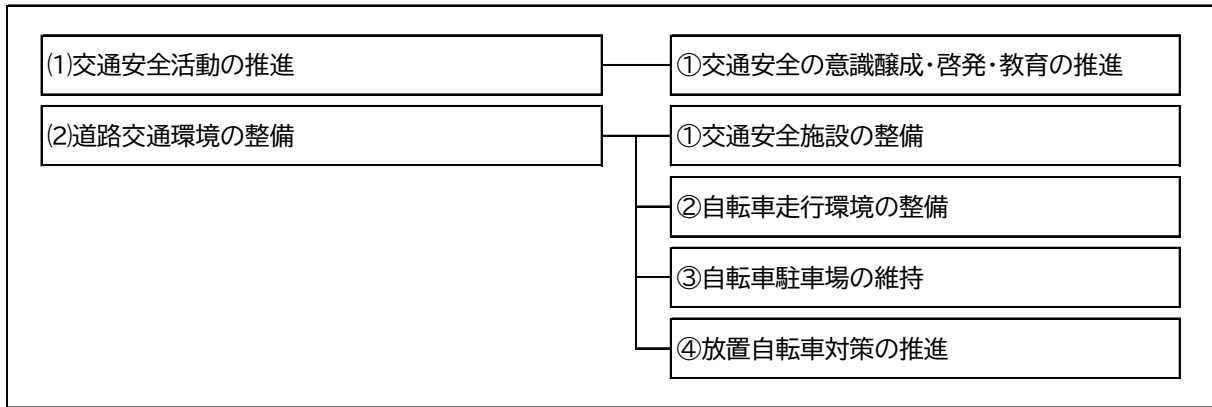 ⑴交通安全活動の推進
①交通安全の意識醸成・啓発・教育の推進
⑵道路交通環境の整備
①交通安全施設の整備
②自転車走行環境の整備
③自転車駐車場の維持
④放置自転車対策の推進